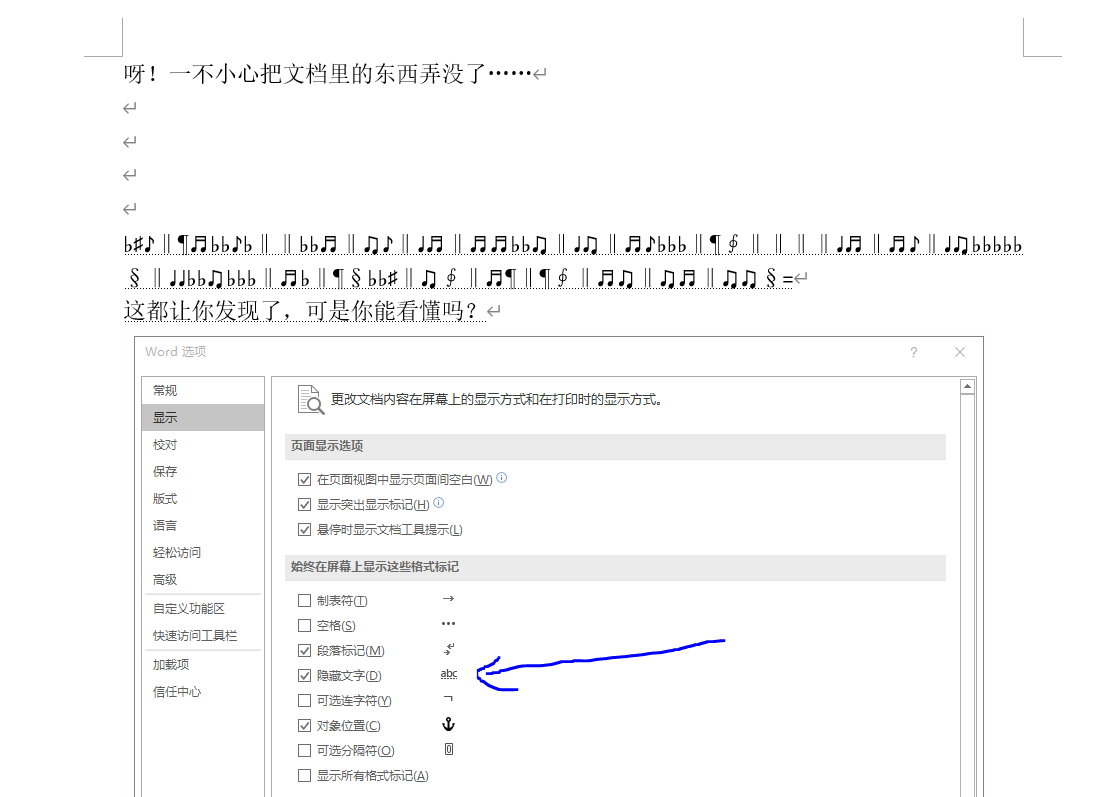 呀！一不小心把文档里的东西弄没了……↵
↵
↵
↵
↵
♭♯♪‖¶♬♭♭♪♭‖‖♭♭♬‖♫♪‖♩♬‖♬♬♭♭♫‖♩♫‖♬♪♭♭♭‖¶∮‖‖‖‖♩♬‖♬♪‖♩♫♭♭♭♭♭
§‖♩♩♭♭♫♭♭♭‖♬♭‖¶§♭♭♯‖♫∮‖♬¶‖¶∮‖♬♫‖♫♬‖♫♫§=↵
这都让你发现了，可是你能看懂吗？↵
Word 选项 ? ×
常规
显示
校对
保存
版式
语言
轻松访问
高级
自定义功能区
快速访问工具栏
加载项
信任中心
更改文档内容在屏幕上的显示方式和在打印时的显示方式。
页面显示选项
在页面视图中显示页面间空白(W)
显示突出显示标记(H)
悬停时显示文档工具提示(L)
始终在屏幕上显示这些格式标记
制表符(T) →
空格(S) •••
段落标记(M)
隐藏文字(D) abc
可选连字符(Y) ¬
对象位置(C)
可选分隔符(O)
显示所有格式标记(A)